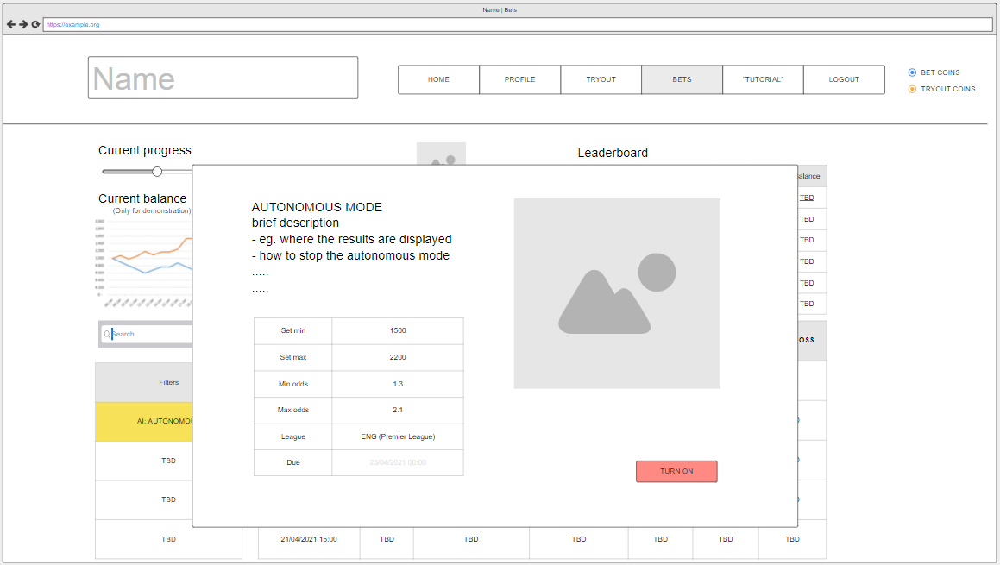 Name | Bets
https://example.org
Name
HOME
PROFILE
TRYOUT
BETS
"TUTORIAL"
LOGOUT
BET COINS
TRYOUT COINS
Current progress
Leaderboard
Current balance
(Only for demonstration)
TBD
TBD
TBD
TBD
TBD
TBD
Search
Filters
AI:
TBD
TBD
TBD
AUTONOMOUS MODE
brief description
- eg. where the results are displayed
- how to stop the autonomous mode
.....
.....
Set min 1500
Set max 2200
Min odds 1.3
Max odds 2.1
League ENG (Premier League)
Due 23/04/2021 00:00
TURN ON
21/04/2021 15:00 TBD TBD TBD TBD TBD TBD